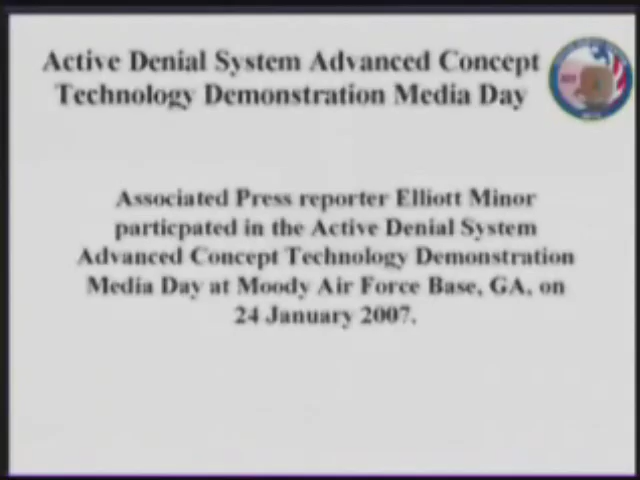 Active Denial System Advanced Concept
Technology Demonstration Media Day
Associated Press reporter Elliott Minor
particpated in the Active Denial System
Advanced Concept Technology Demonstration
Media Day at Moody Air Force Base, GA, on
24 January 2007.